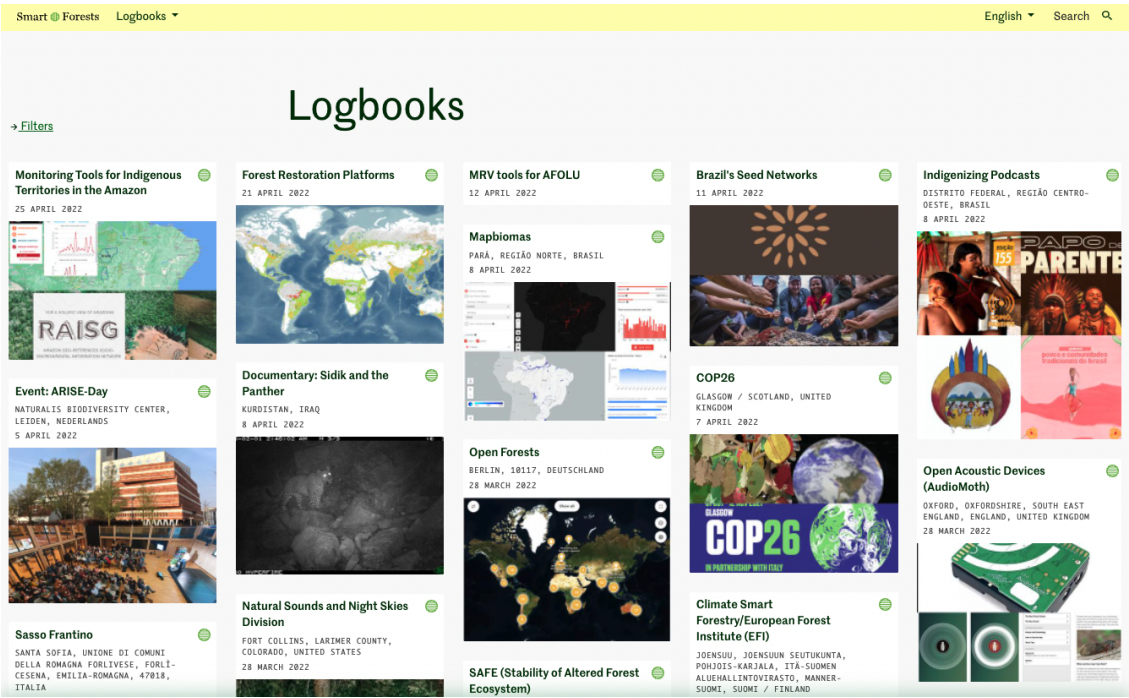 Smart Forests
Logbooks
English
Search
Logbooks
→ Filters
Monitoring Tools for Indigenous
Territories in the Amazon
25 APRIL 2022
RAISG
Event: ARISE-Day
NATURALIS BIODIVERSITY CENTER,
LEIDEN, NEDERLANDS
5 APRIL 2022
Sasso Frantino
SANTA SOFIA, UNIONE DI COMUNI
DELLA ROMAGNA FORLIVESE, FORLÌ-
CESENA, EMILIA-ROMAGNA, 47018,
ITALIA
Forest Restoration Platforms
21 APRIL 2022
Documentary: Sidik and the
Panther
KURDISTAN, IRAQ
8 APRIL 2022
Natural Sounds and Night Skies
Division
FORT COLLINS, LARIMER COUNTY,
COLORADO, UNITED STATES
28 MARCH 2022
MRV tools for AFOLU
12 APRIL 2022
Mapbiomas
PARÁ, REGIÃO NORTE, BRASIL
8 APRIL 2022
Open Forests
BERLIN, 10117, DEUTSCHLAND
28 MARCH 2022
SAFE (Stability of Altered Forest
Ecosystem)
Brazil's Seed Networks
11 APRIL 2022
COP26
GLASGOW / SCOTLAND, UNITED
KINGDOM
7 APRIL 2022
GLASGOW
COP26
IN PARTNERSHIP WITH ITALY
Climate Smart
Forestry/European Forest
Institute (EFI)
JOENSUU, JOENSUUN SEUTUKUNTA,
POHJOIS-KARJALA, ITÄ-SUOMEN
ALUEHALLINTOVIRASTO, MANNER-
SUOMI, SUOMI / FINLAND
Indigenizing Podcasts
DISTRITO FEDERAL, REGIÃO CENTRO-
OESTE, BRASIL
8 APRIL 2022
EDIÇÃO
155
PAPO DE
PARENTE
Open Acoustic Devices
(AudioMoth)
OXFORD, OXFORDSHIRE, SOUTH EAST
ENGLAND, ENGLAND, UNITED KINGDOM
28 MARCH 2022